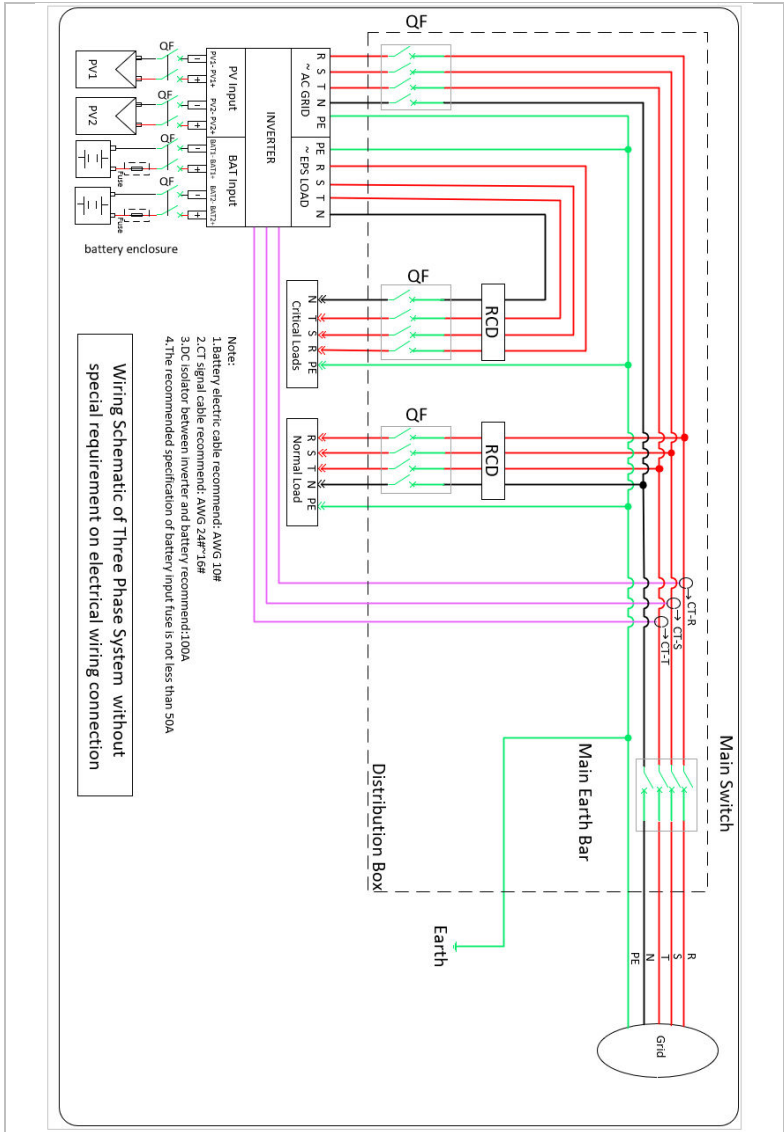 QF
QF
PV1
PV1- PV1+
PV Input
INVERTER
R S T N PE
~ AC GRID
QF
PV2
PV2- PV2+
QF
Fuse
BAT1- BAT1+
BAT Input
PE R S T N
~ EPS LOAD
QF
Fuse
BAT2- BAT2+
battery enclosure
QF
N T S R PE
Critical Loads
RCD
QF
R S T N PE
Normal Load
RCD
Note:
1.Battery electric cable recommend: AWG 10#
2.CT signal cable recommend: AWG 24#~16#
3.DC isolator between inverter and battery recommend:100A
4.The recommended specification of battery input fuse is not less than 50A
Wiring Schematic of Three Phase System without
special requirement on electrical wiring connection
CT-R
CT-S
CT-T
Main Switch
Main Earth Bar
Distribution Box
Earth
R
S
T
N
PE
Grid